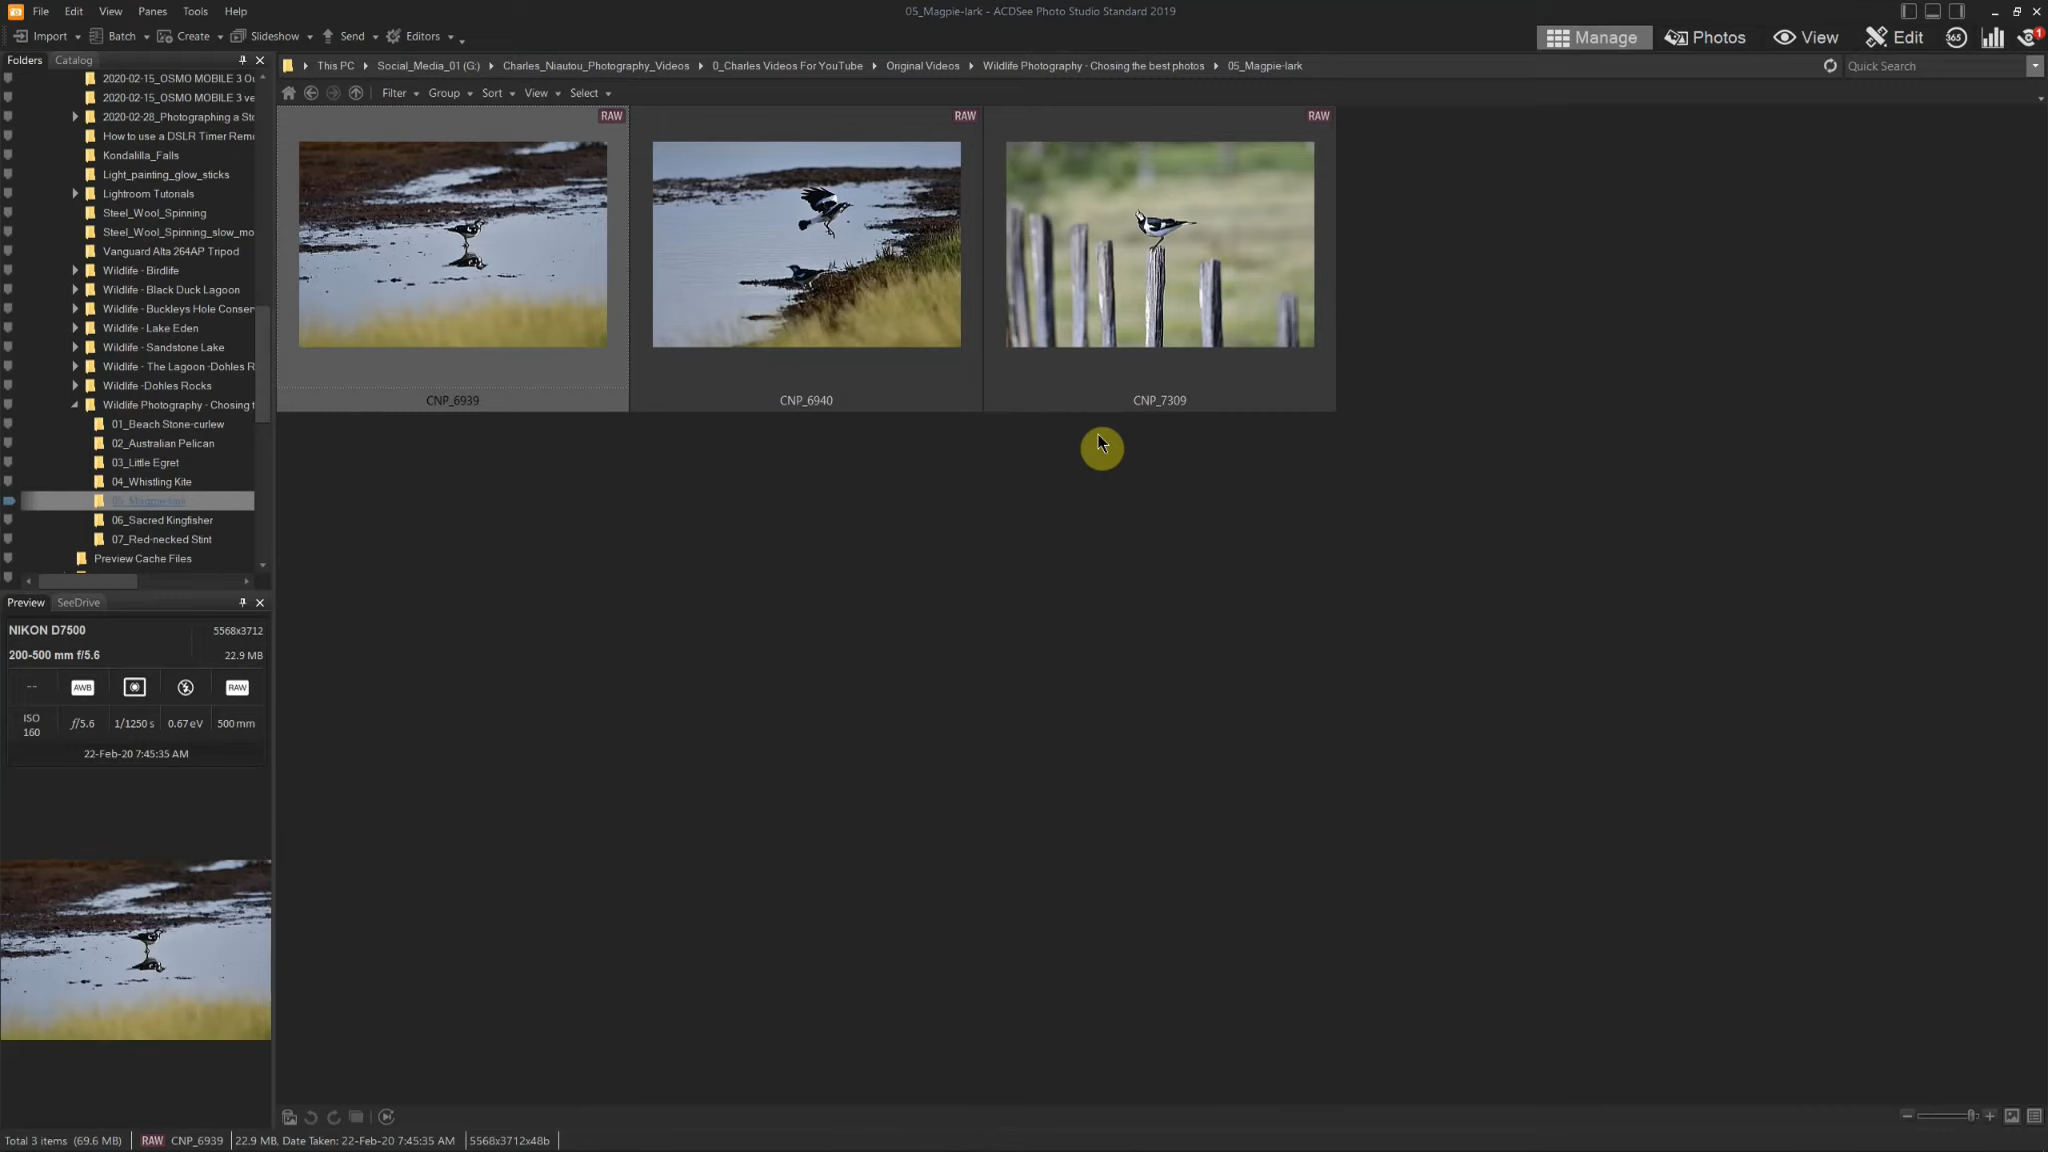 File Edit View Panes Tools Help
05_Magpie-lark - ACDSee Photo Studio Standard 2019
Import Batch Create Slideshow Send Editors
Manage Photos View Edit 365 1
Folders Catalog
This PC Social_Media_01 (G:) Charles_Niautou_Photography_Videos 0_Charles Videos For YouTube Original Videos Wildlife Photography - Chosing the best photos 05_Magpie-lark
Quick Search
Filter Group Sort View Select
2020-02-15_OSMO MOBILE 3 Ou
2020-02-15_OSMO MOBILE 3 ve
2020-02-28_Photographing a Sto
How to use a DSLR Timer Remo
Kondalilla_Falls
Light_painting_glow_sticks
Lightroom Tutorials
Steel_Wool_Spinning
Steel_Wool_Spinning_slow_mo
Vanguard Alta 264AP Tripod
Wildlife - Birdlife
Wildlife - Black Duck Lagoon
Wildlife - Buckleys Hole Conser
Wildlife - Lake Eden
Wildlife - Sandstone Lake
Wildlife - The Lagoon -Dohles R
Wildlife -Dohles Rocks
Wildlife Photography - Chosing t
01_Beach Stone-curlew
02_Australian Pelican
03_Little Egret
04_Whistling Kite
05_Magpie-lark
06_Sacred Kingfisher
07_Red-necked Stint
Preview Cache Files
RAW RAW RAW
CNP_6939 CNP_6940 CNP_7309
Preview SeeDrive
NIKON D7500 5568x3712
200-500 mm f/5.6 22.9 MB
-- AWB RAW
ISO 160 f/5.6 1/1250 s 0.67 eV 500 mm
22-Feb-20 7:45:35 AM
Total 3 items (69.6 MB) RAW CNP_6939 22.9 MB, Date Taken: 22-Feb-20 7:45:35 AM 5568x3712x48b